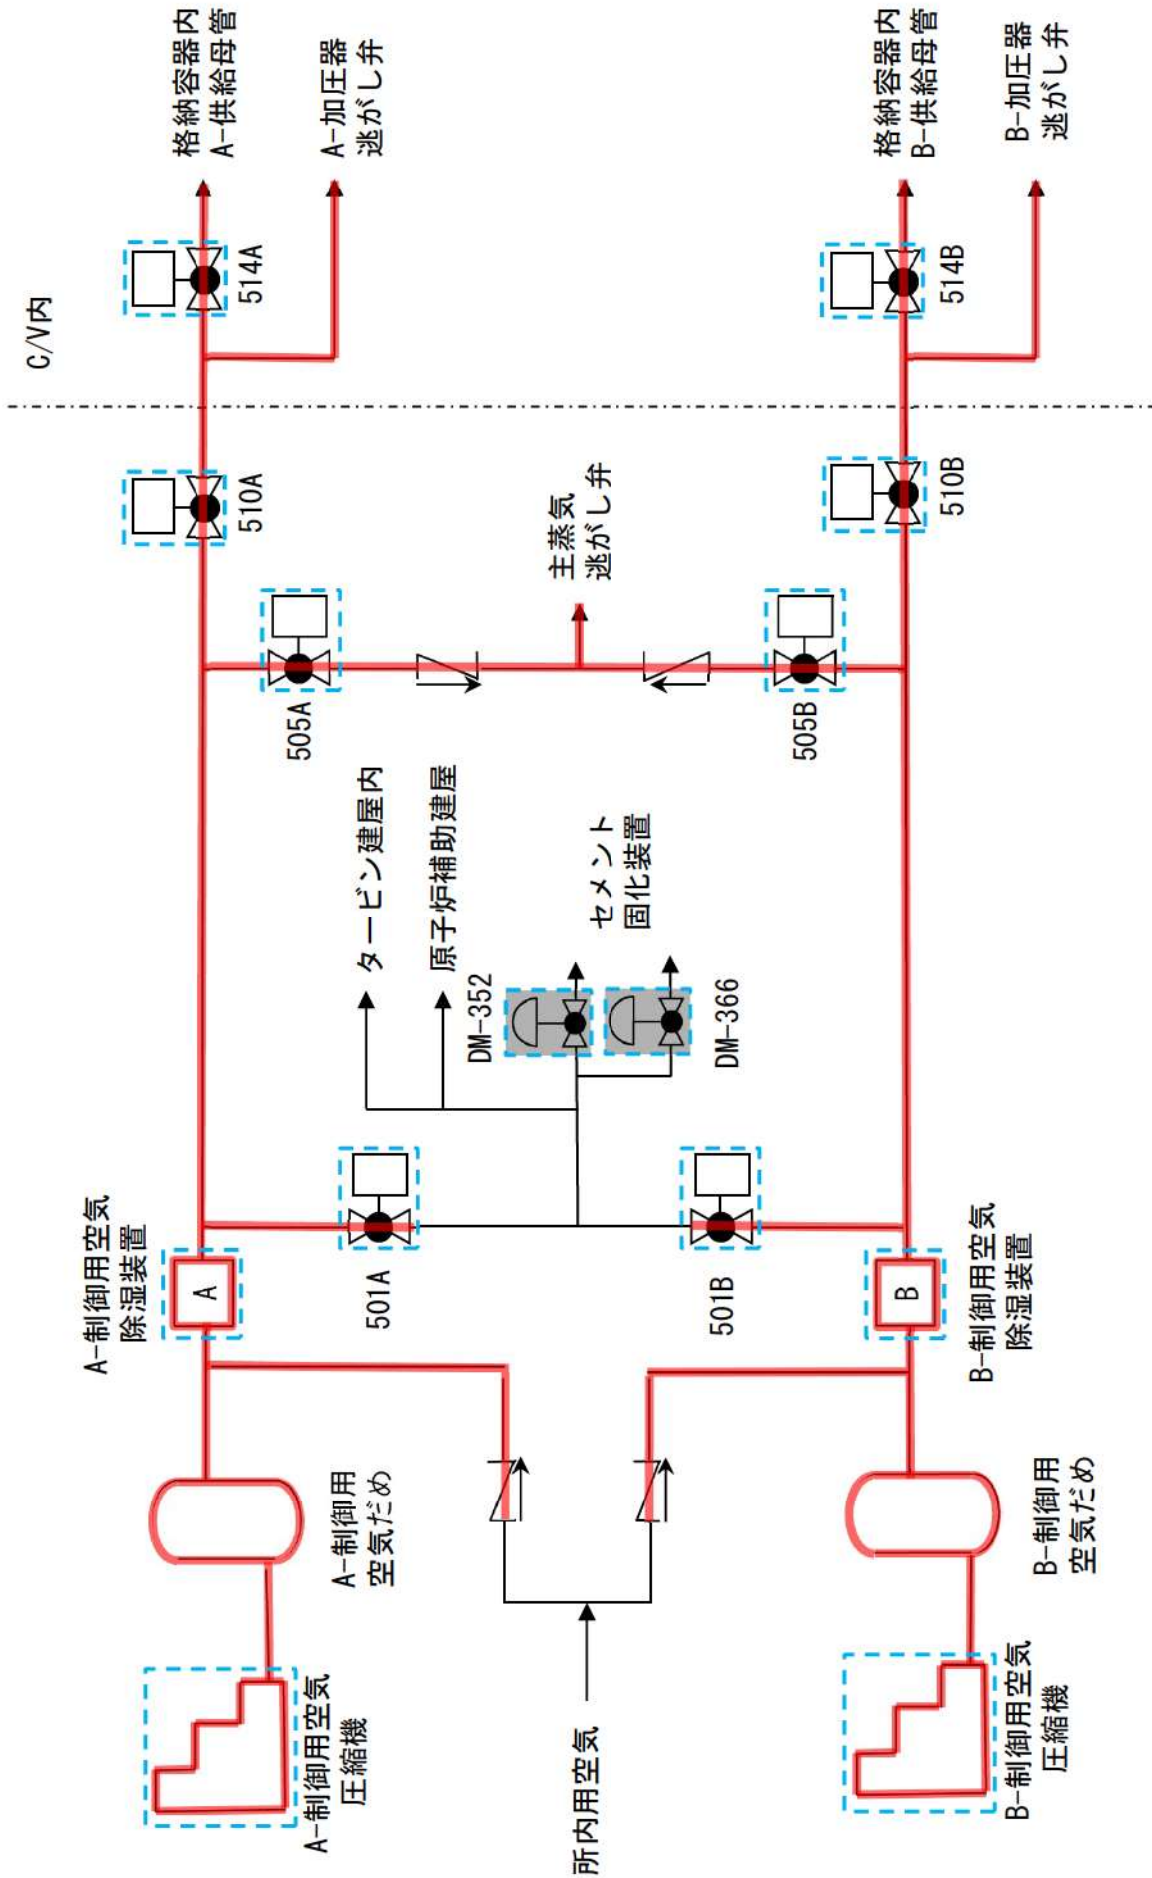 C/V内
格納容器内
A-供給母管
A-加圧器
逃がし弁
514A
510A
505A
主蒸気
逃がし弁
505B
510B
514B
格納容器内
B-供給母管
B-加圧器
逃がし弁
タービン建屋内
原子炉補助建屋
DM-352
セメント
固化装置
DM-366
501A
501B
A-制御用空気
除湿装置
A
B
B-制御用空気
除湿装置
A-制御用
空気だめ
B-制御用
空気だめ
A-制御用空気
圧縮機
所内用空気
B-制御用空気
圧縮機